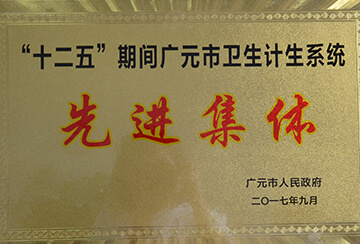 “十二五”期间广元市卫生计生系统
先进集体
广元市人民政府
二〇一七年九月